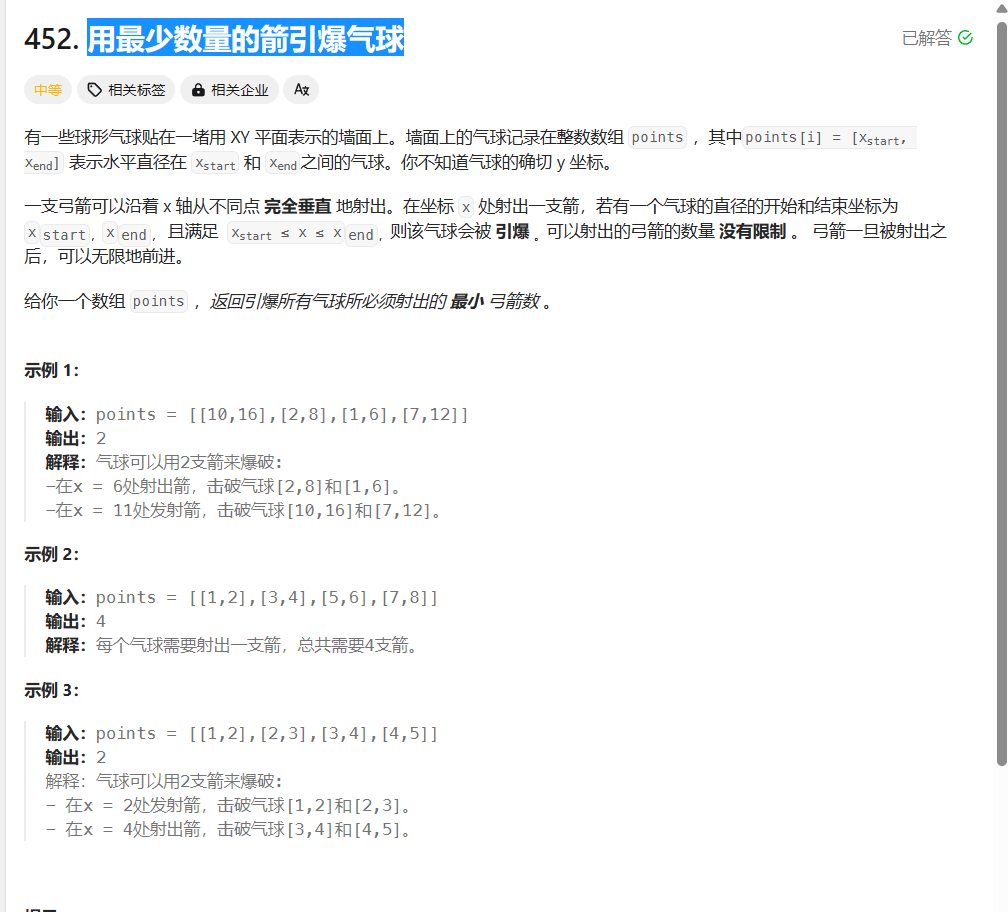 452. 用最少数量的箭引爆气球
已解答
中等 相关标签 相关企业
有一些球形气球贴在一堵用 XY 平面表示的墙面上。墙面上的气球记录在整数数组 points ，其中points[i] = [xstart,
xend] 表示水平直径在 xstart 和 xend之间的气球。你不知道气球的确切 y 坐标。
一支弓箭可以沿着 x 轴从不同点 完全垂直 地射出。在坐标 x 处射出一支箭，若有一个气球的直径的开始和结束坐标为
xstart，xend， 且满足 xstart ≤ x ≤ xend，则该气球会被 引爆 。可以射出的弓箭的数量 没有限制 。 弓箭一旦被射出之
后，可以无限地前进。
给你一个数组 points ，返回引爆所有气球所必须射出的 最小 弓箭数 。
示例 1：
输入：points = [[10,16],[2,8],[1,6],[7,12]]
输出：2
解释：气球可以用2支箭来爆破:
-在x = 6处射出箭，击破气球[2,8]和[1,6]。
-在x = 11处发射箭，击破气球[10,16]和[7,12]。
示例 2：
输入：points = [[1,2],[3,4],[5,6],[7,8]]
输出：4
解释：每个气球需要射出一支箭，总共需要4支箭。
示例 3：
输入：points = [[1,2],[2,3],[3,4],[4,5]]
输出：2
解释：气球可以用2支箭来爆破:
- 在x = 2处发射箭，击破气球[1,2]和[2,3]。
- 在x = 4处射出箭，击破气球[3,4]和[4,5]。